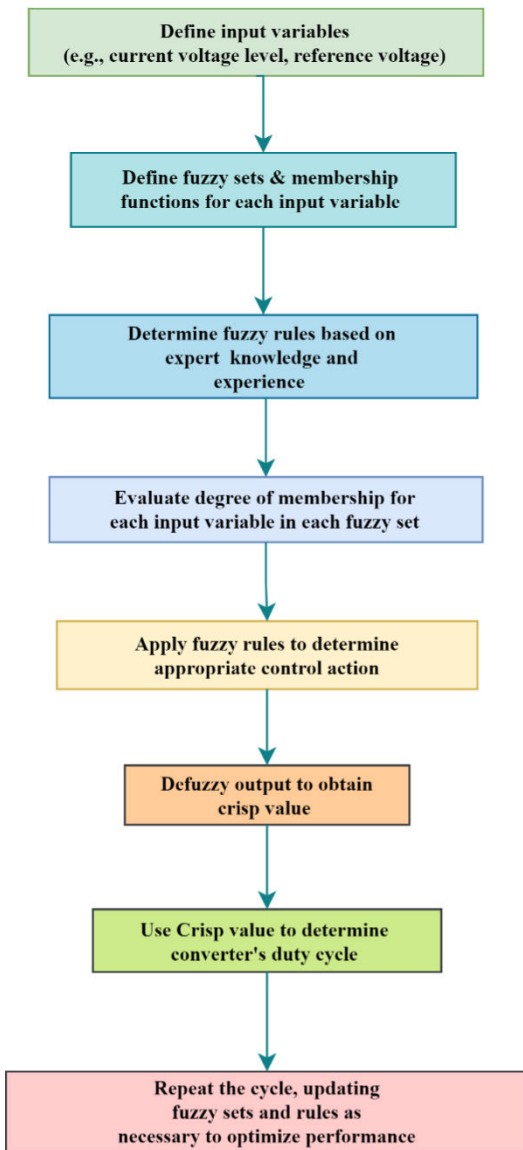 Define input variables
(e.g., current voltage level, reference voltage)
Define fuzzy sets & membership
functions for each input variable
Determine fuzzy rules based on
expert knowledge and
experience
Evaluate degree of membership for
each input variable in each fuzzy set
Apply fuzzy rules to determine
appropriate control action
Defuzzy output to obtain
crisp value
Use Crisp value to determine
converter's duty cycle
Repeat the cycle, updating
fuzzy sets and rules as
necessary to optimize performance